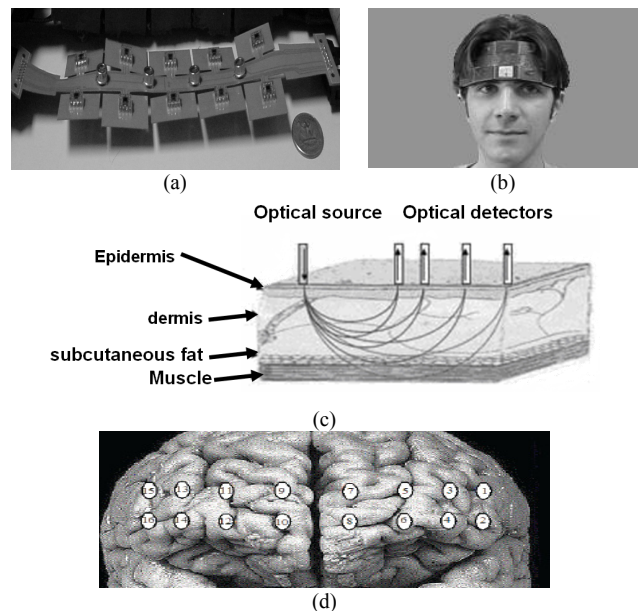 (a)
(b)
Optical source Optical detectors
Epidermis
dermis
subcutaneous fat
Muscle
(c)
15 13 11 9 7 5 3 1
16 14 12 10 8 6 4 2
(d)